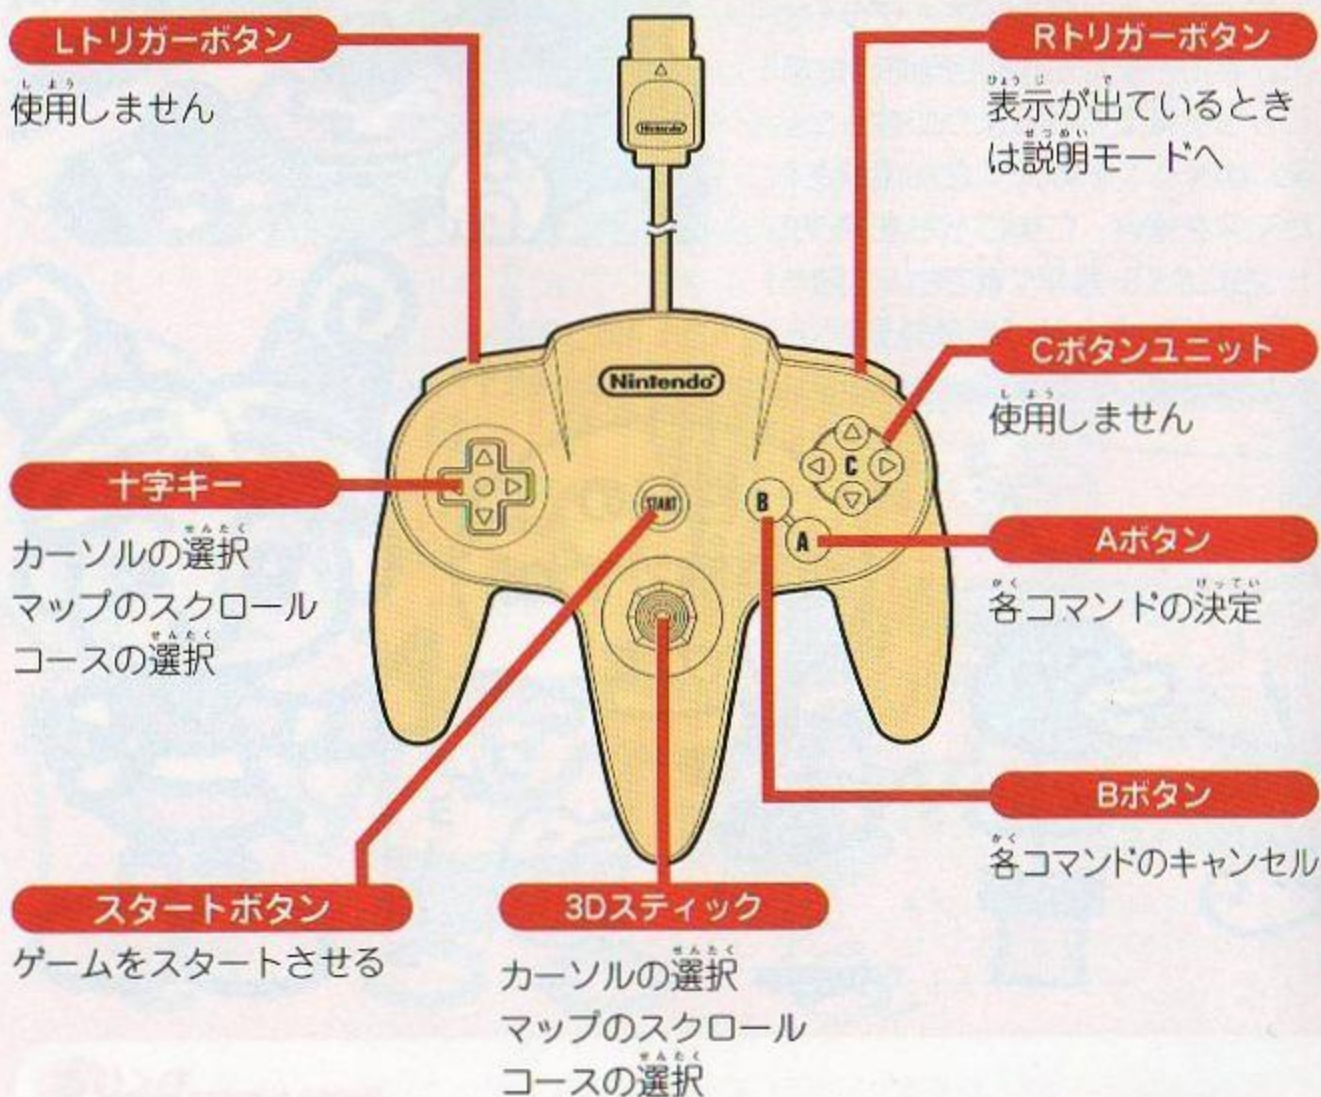 Lトリガーボタン
使用しません
Rトリガーボタン
表示が出ているとき
は説明モードへ
Nintendo
Nintendo
Cボタンユニット
使用しません
C
十字キー
カーソルの選択
マップのスクロール
コースの選択
START
B
A
Aボタン
各コマンドの決定
Bボタン
各コマンドのキャンセル
スタートボタン
ゲームをスタートさせる
3Dスティック
カーソルの選択
マップのスクロール
コースの選択